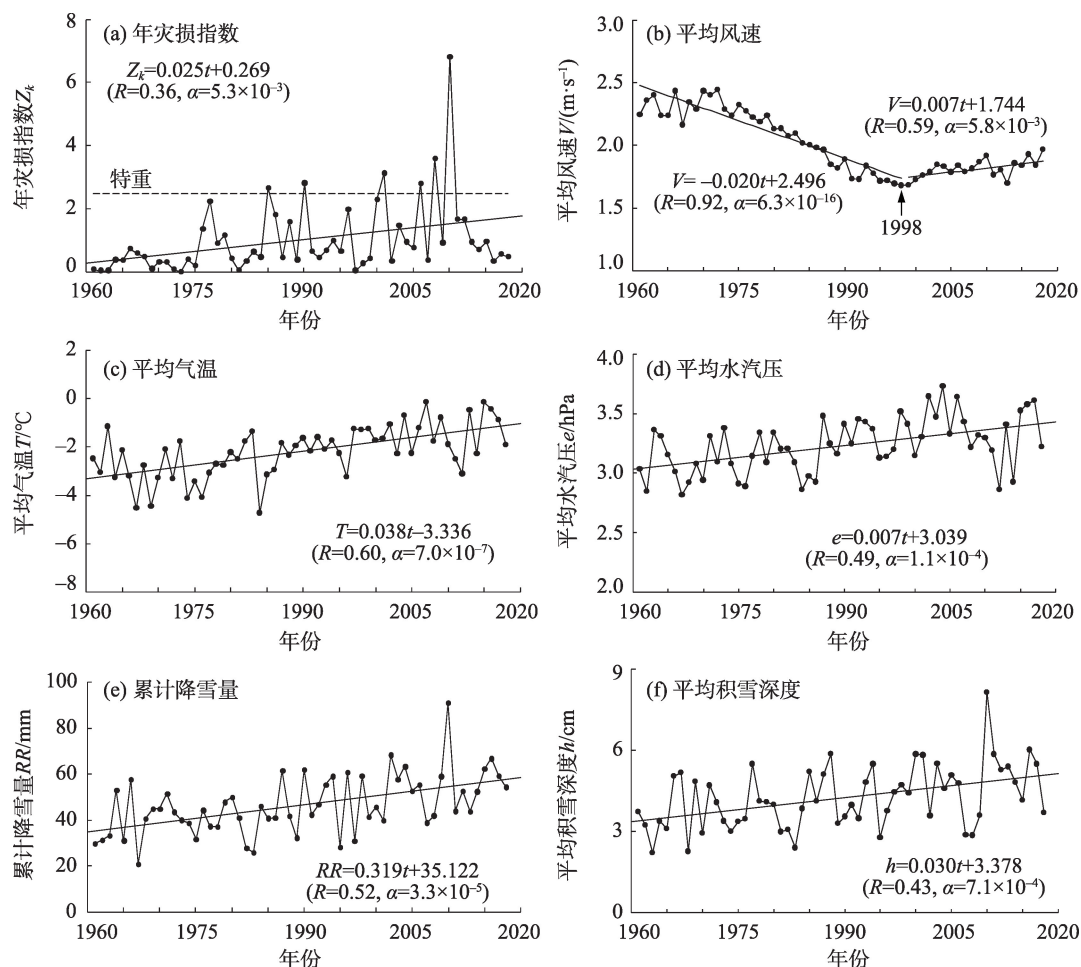 (a) 年灾损指数
Zk=0.025t+0.269
(R=0.36, α=5.3×10⁻³)
特重
年灾损指数Zk
8
6
4
2
0
1960 1975 1990 2005 2020
年份
(b) 平均风速
V=0.007t+1.744
(R=0.59, α=5.8×10⁻³)
V= –0.020t+2.496
(R=0.92, α=6.3×10⁻¹⁶)
1998
平均风速V/(m·s⁻¹)
3.0
2.5
2.0
1.5
1.0
1960 1975 1990 2005 2020
年份
(c) 平均气温
T=0.038t–3.336
(R=0.60, α=7.0×10⁻⁷)
平均气温T/℃
2
0
–2
–4
–6
–8
1960 1975 1990 2005 2020
年份
(d) 平均水汽压
e=0.007t+3.039
(R=0.49, α=1.1×10⁻⁴)
平均水汽压e/hPa
4.0
3.5
3.0
2.5
2.0
1960 1975 1990 2005 2020
年份
(e) 累计降雪量
RR=0.319t+35.122
(R=0.52, α=3.3×10⁻⁵)
累计降雪量RR/mm
100
80
60
40
20
0
1960 1975 1990 2005 2020
年份
(f) 平均积雪深度
h=0.030t+3.378
(R=0.43, α=7.1×10⁻⁴)
平均积雪深度h/cm
9
6
3
0
1960 1975 1990 2005 2020
年份